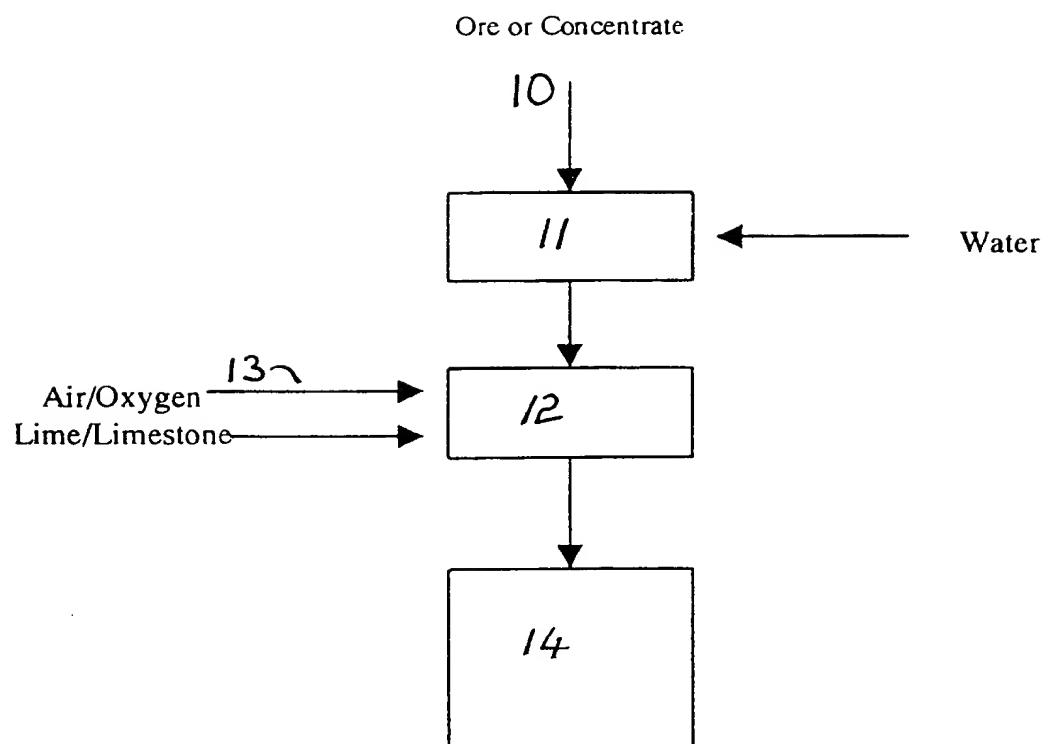 Ore or Concentrate
10
11
Water
13
Air/Oxygen
12
Lime/Limestone
14